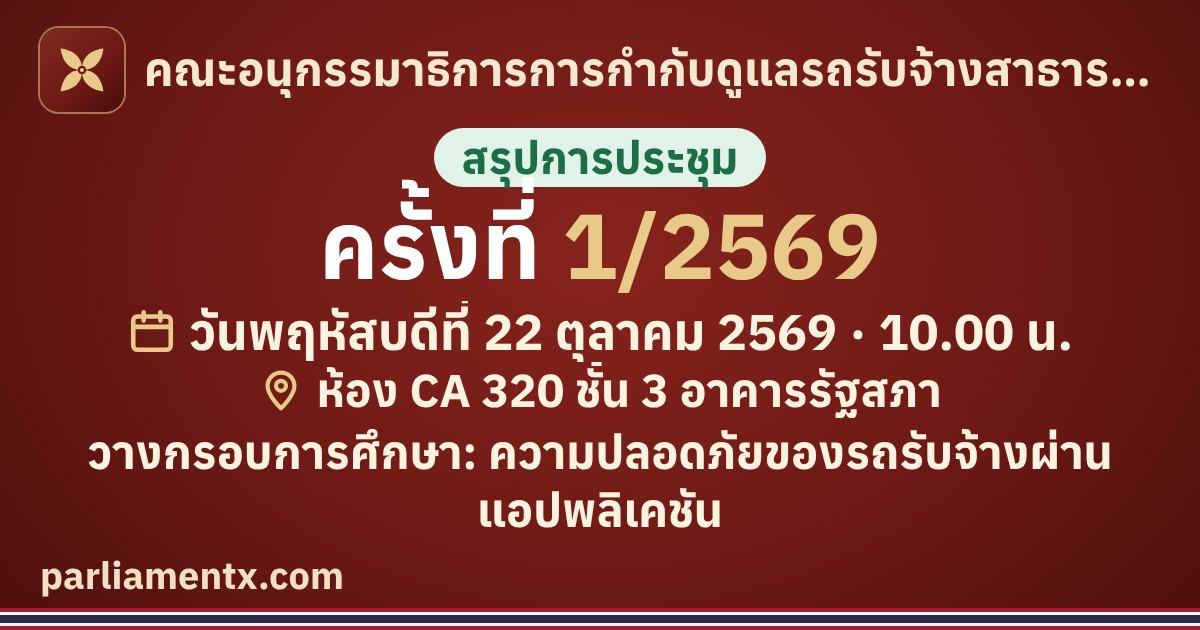 คณะอนุกรรมาธิการการกำกับดูแลรถรับจ้างสาธาร...
สรุปการประชุม
ครั้งที่ 1/2569
วันพฤหัสบดีที่ 22 ตุลาคม 2569 · 10.00 น.
ห้อง CA 320 ชั้น 3 อาคารรัฐสภา
วางกรอบการศึกษา: ความปลอดภัยของรถรับจ้างผ่าน
แอปพลิเคชัน
parliamentx.com